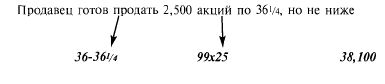 Продавец готов продать 2,500 акций по 36¼, но не ниже
36-36¼ 99x25 38,100